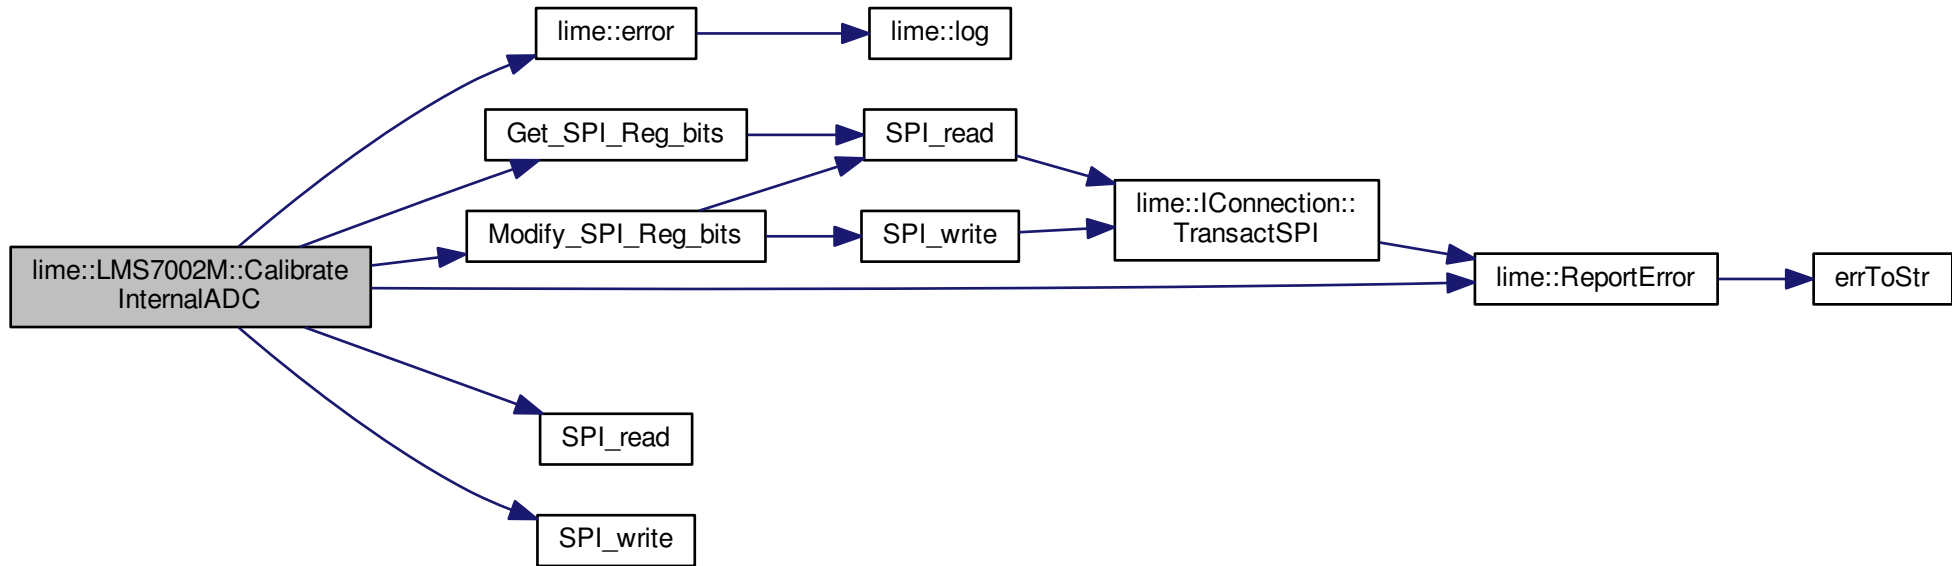 lime::error
lime::log
Get_SPI_Reg_bits
SPI_read
Modify_SPI_Reg_bits
SPI_write
lime::IConnection::
TransactSPI
lime::LMS7002M::Calibrate
InternalADC
lime::ReportError
errToStr
SPI_read
SPI_write